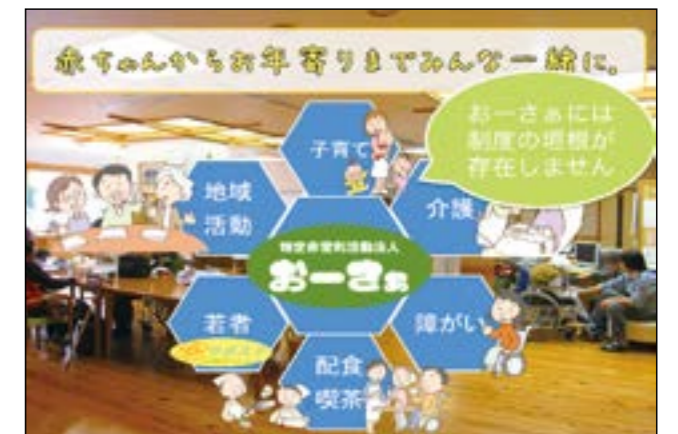 赤ちゃんからお年寄りまでみんな一緒に。
おーさぁには
制度の垣根が
存在しません
子育て
地域
活動
介護
特定非営利活動法人
おーさぁ
若者
障がい
配食
喫茶